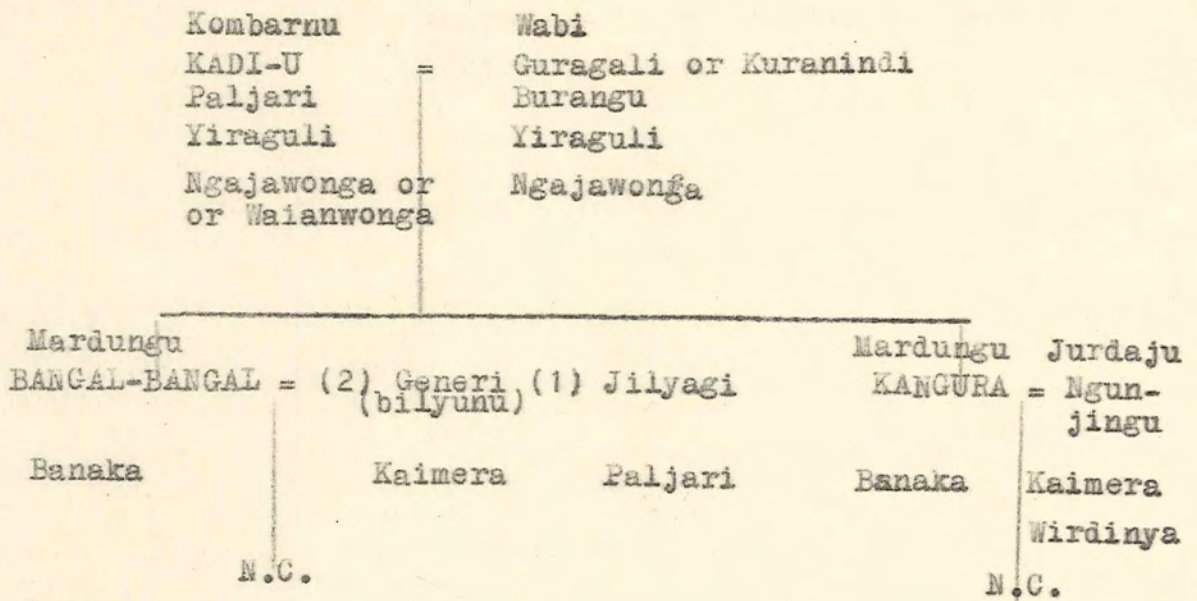 Kombarnu Wabi
KADI-U = Guragali or Kuranindi
Paljari Burangu
Yiraguli Yiraguli
Ngajawonga or Ngajawonga
or Waianwonga
Mardungu Mardungu Jurdaju
BANGAL-BANGAL = (2) Generi (1) Jilyagi KANGURA = Ngun-
(bilyunu) jingu
Banaka Kaimera Paljari Banaka Kaimera
Wirdinya
N.C. N.C.